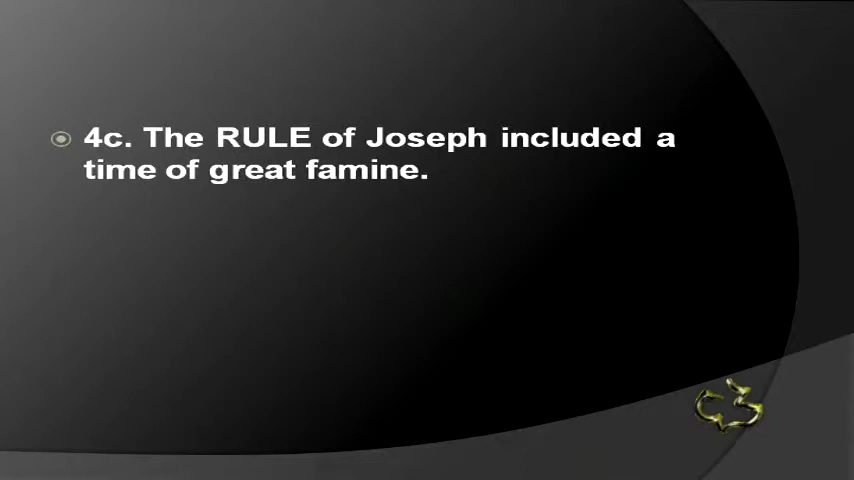 4c. The RULE of Joseph included a
time of great famine.